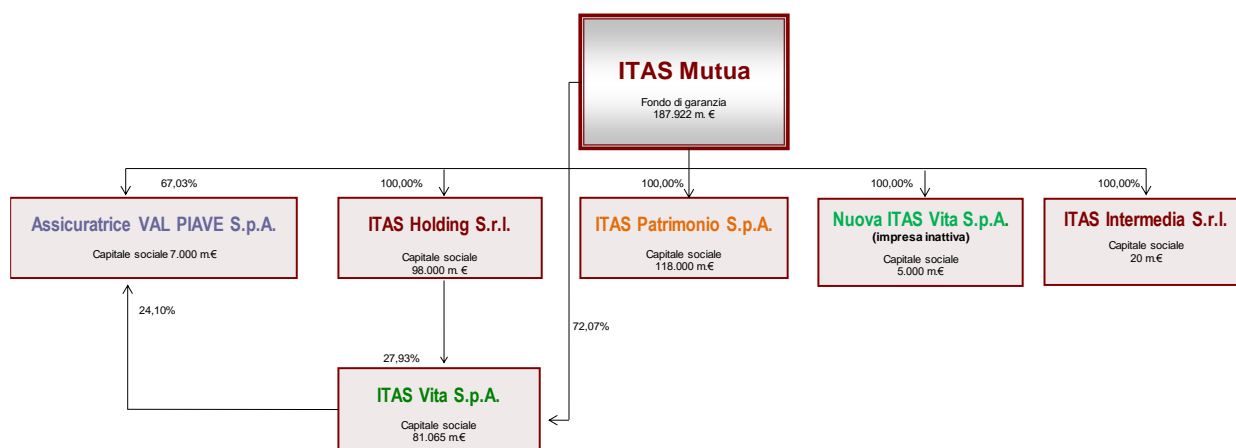 ITAS Mutua
Fondo di garanzia
187.922 m. €
67,03%
100,00%
100,00%
100,00%
100,00%
Assicuratrice VAL PIAVE S.p.A.
Capitale sociale 7.000 m.€
ITAS Holding S.r.l.
Capitale sociale
98.000 m. €
ITAS Patrimonio S.p.A.
Capitale sociale
118.000 m.€
Nuova ITAS Vita S.p.A.
(impresa inattiva)
Capitale sociale
5.000 m.€
ITAS Intermedia S.r.l.
Capitale sociale
20 m.€
24,10%
72,07%
27,93%
ITAS Vita S.p.A.
Capitale sociale
81.065 m.€